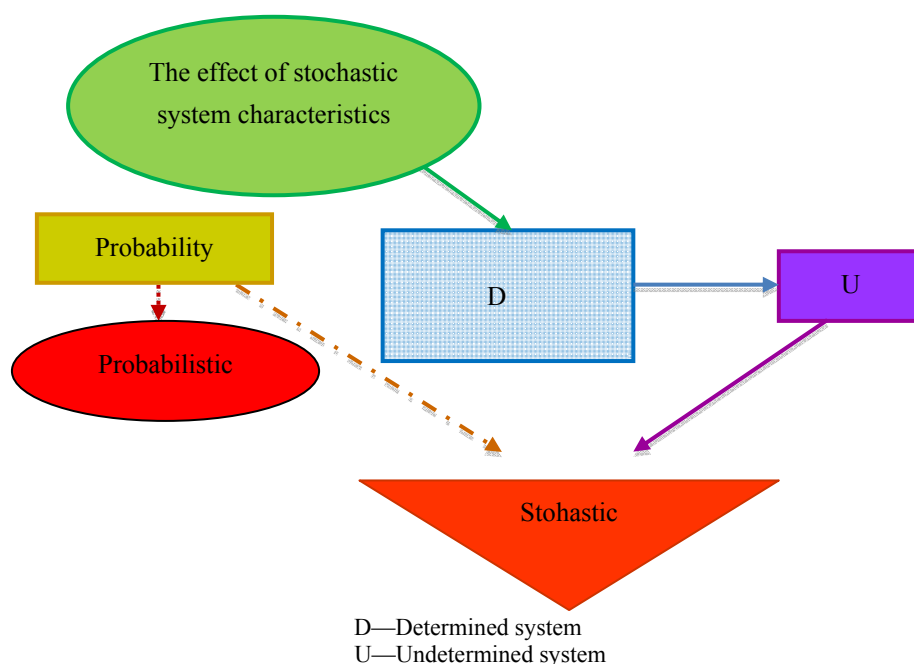 The effect of stochastic
system characteristics
Probability
D
U
Probabilistic
Stohastic
D—Determined system
U—Undetermined system